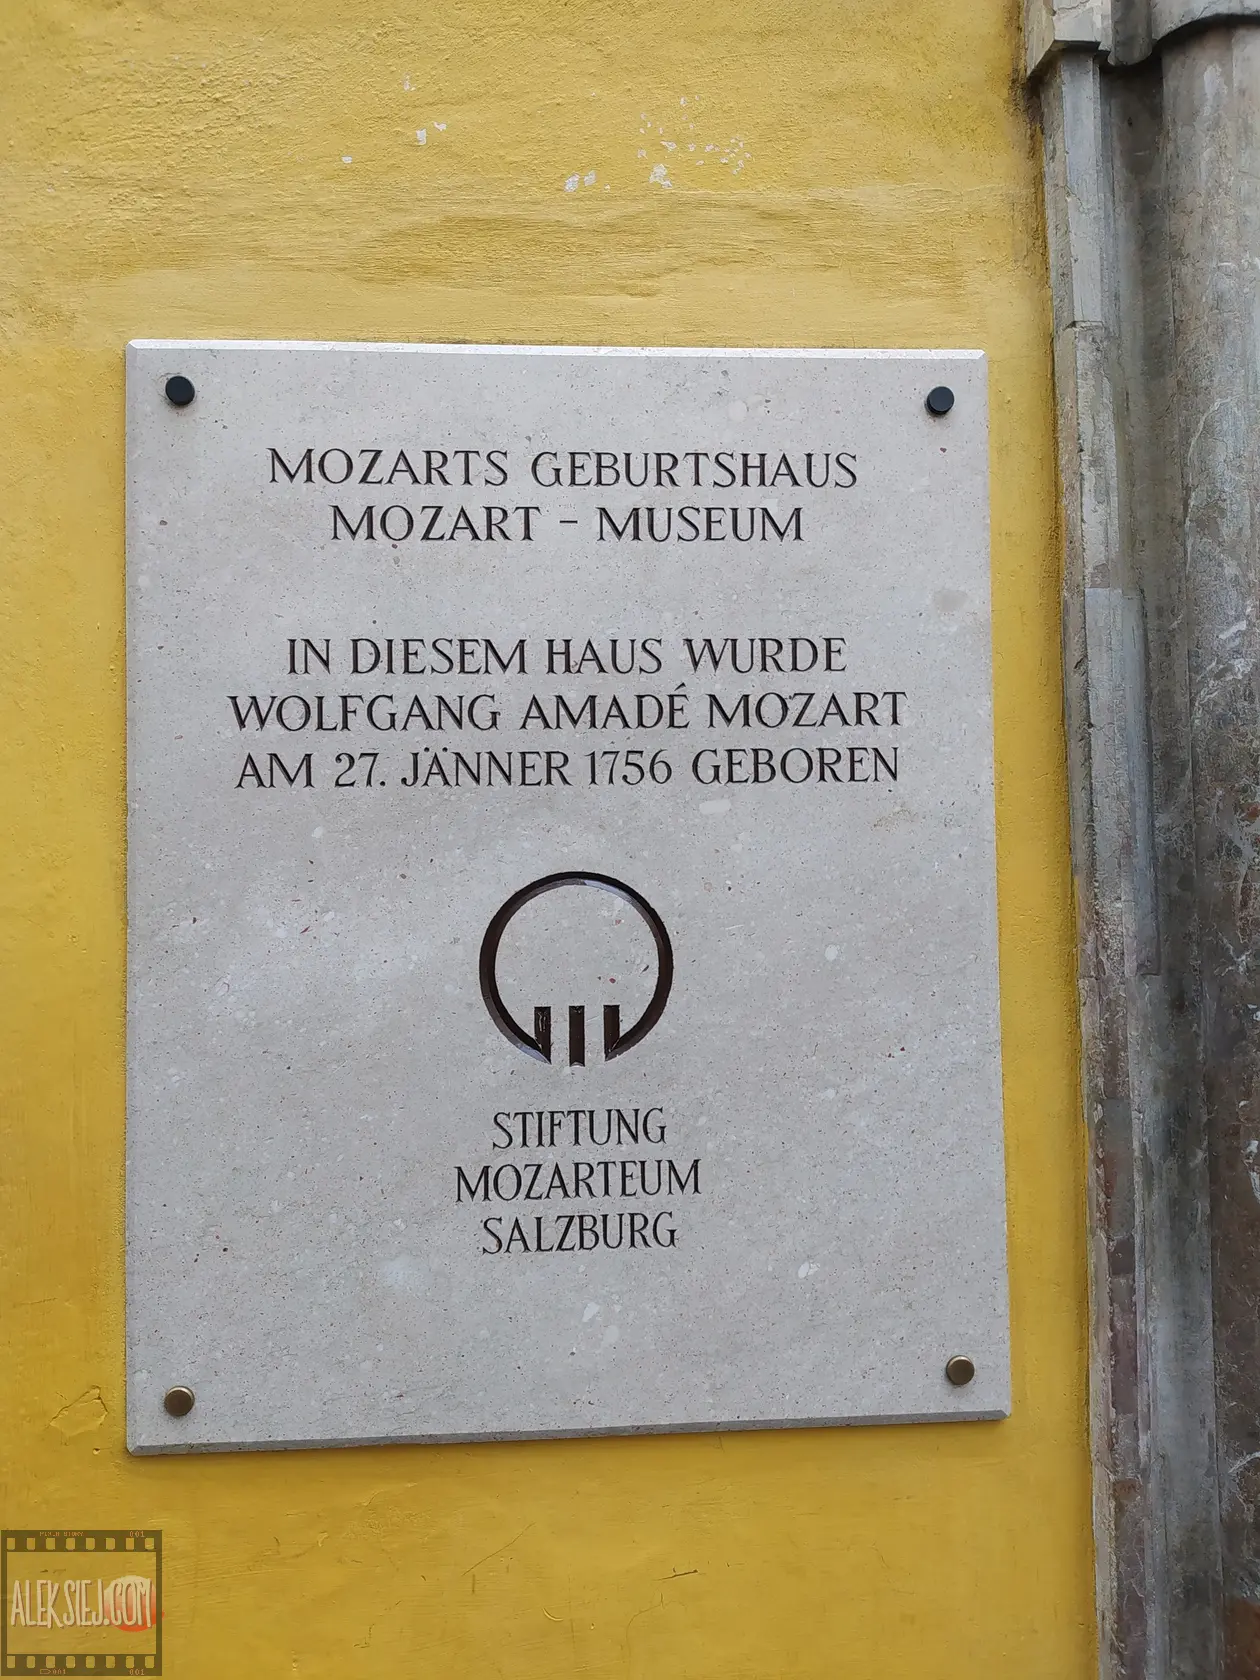 MOZARTS GEBURTSHAUS
MOZART - MUSEUM
IN DIESEM HAUS WURDE
WOLFGANG AMADÉ MOZART
AM 27. JÄNNER 1756 GEBOREN
STIFTUNG
MOZARTEUM
SALZBURG
001
ALEKSIEJ.COM